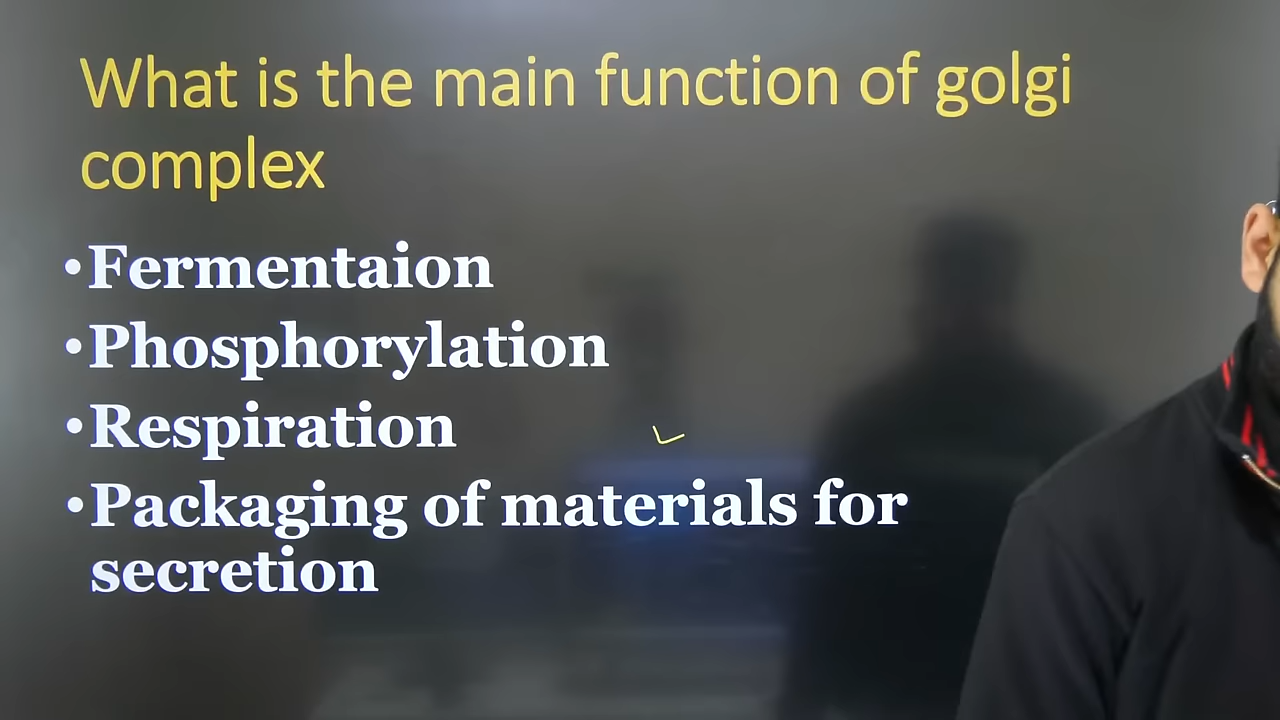 What is the main function of golgi
complex
•Fermentaion
•Phosphorylation
•Respiration
•Packaging of materials for
secretion